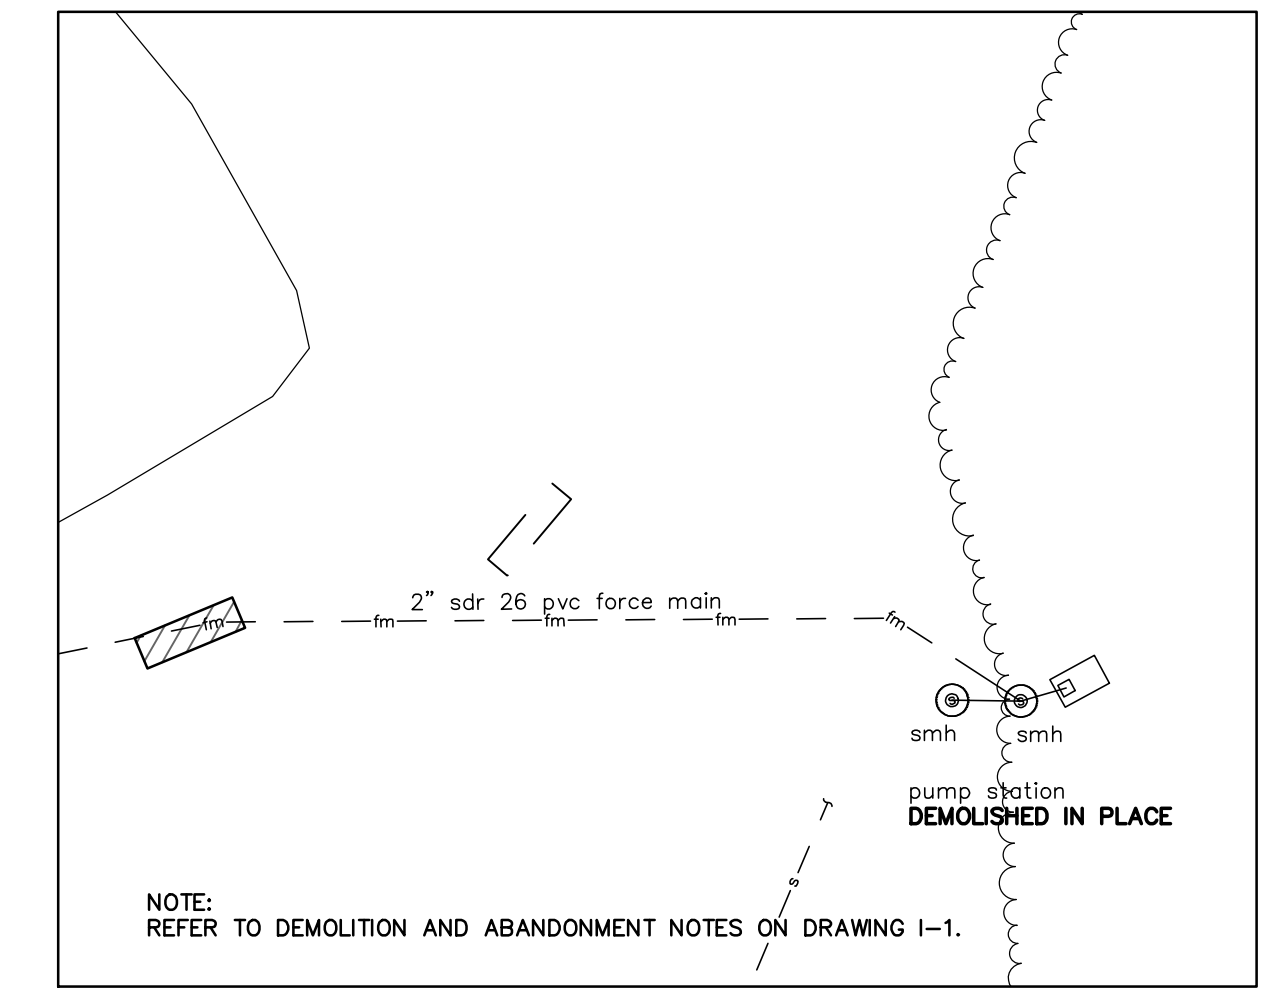 2” sdr 26 pvc force main
fm
fm
fm
fm
fm
s
s
smh
smh
pump station
DEMOLISHED IN PLACE
s
NOTE:
REFER TO DEMOLITION AND ABANDONMENT NOTES ON DRAWING I-1.